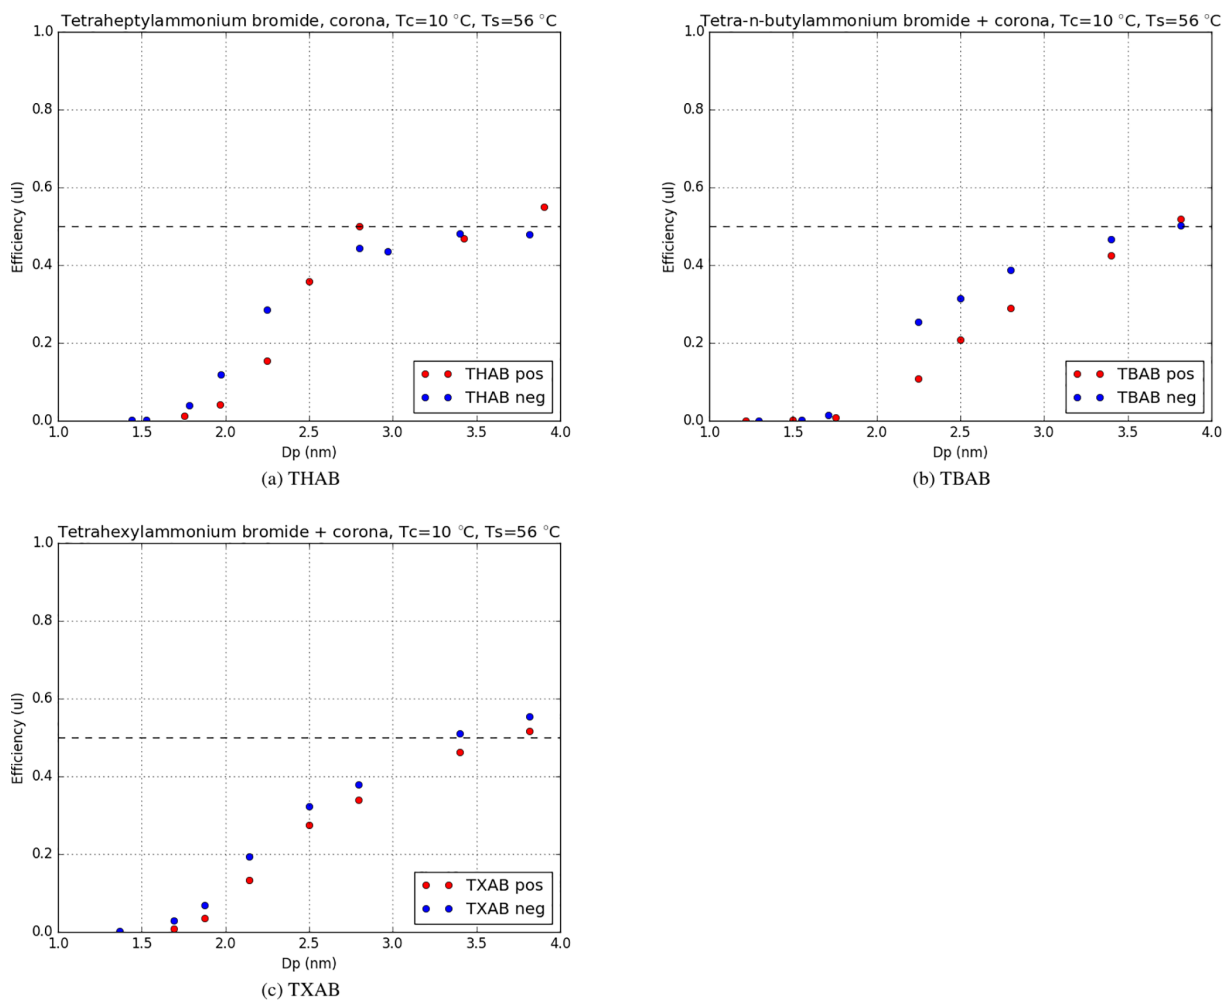 Tetraheptylammonium bromide, corona, Tc=10 °C, Ts=56 °C
1.0
0.8
0.6
0.4
0.2
0.0
Efficiency (ul)
THAB pos
THAB neg
1.0 1.5 2.0 2.5 3.0 3.5 4.0
Dp (nm)
(a) THAB
Tetra-n-butylammonium bromide + corona, Tc=10 °C, Ts=56 °C
1.0
0.8
0.6
0.4
0.2
0.0
Efficiency (ul)
TBAB pos
TBAB neg
1.0 1.5 2.0 2.5 3.0 3.5 4.0
Dp (nm)
(b) TBAB
Tetrahexylammonium bromide + corona, Tc=10 °C, Ts=56 °C
1.0
0.8
0.6
0.4
0.2
0.0
Efficiency (ul)
TXAB pos
TXAB neg
1.0 1.5 2.0 2.5 3.0 3.5 4.0
Dp (nm)
(c) TXAB